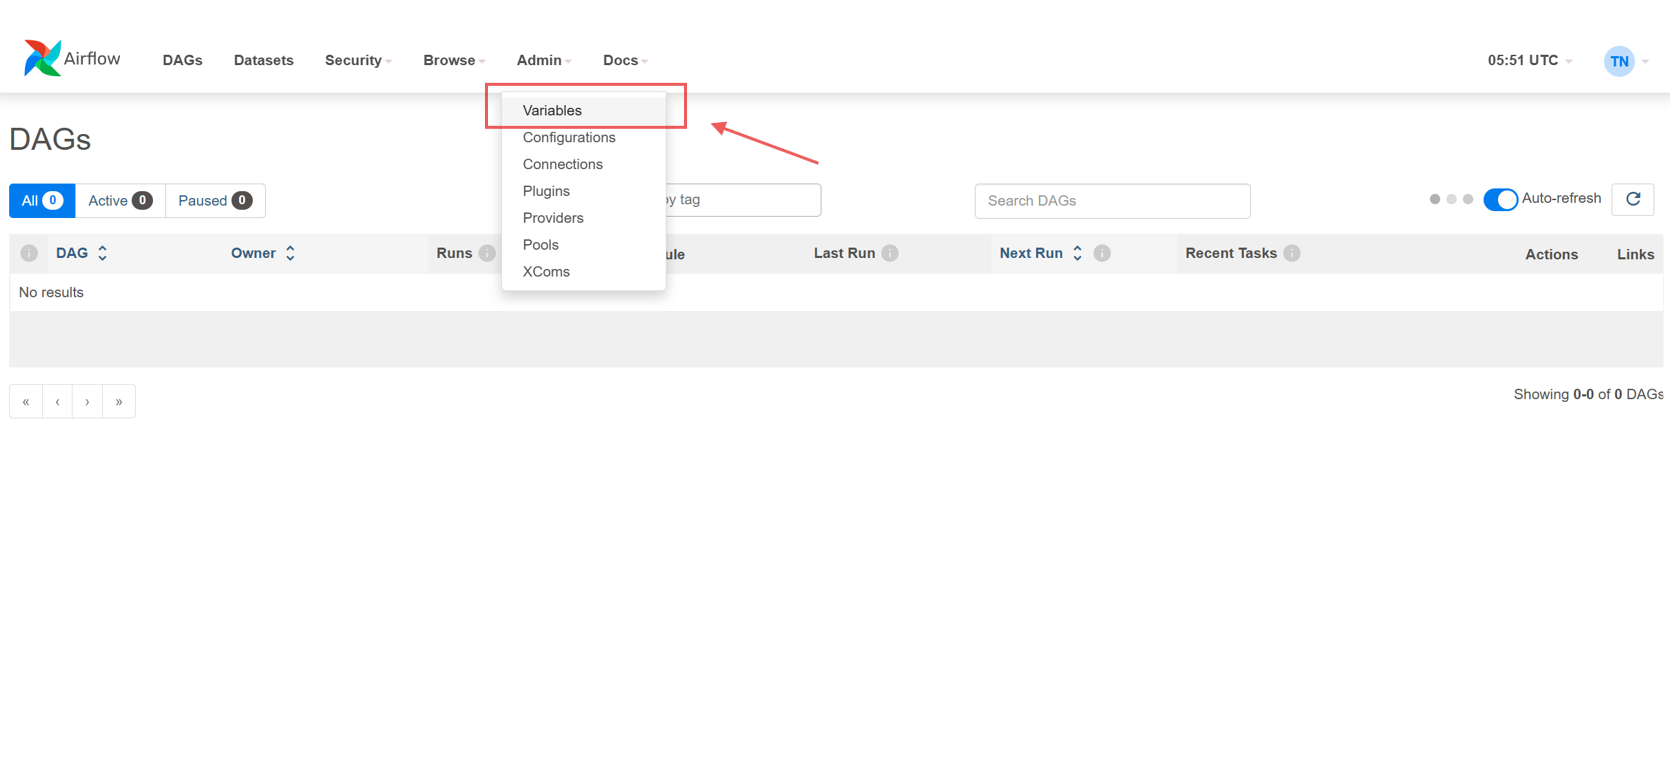 Airflow DAGs Datasets Security Browse Admin Docs 05:51 UTC TN
Variables
Configurations
Connections
Plugins
Providers
Pools
XComs
DAGs
All 0 Active 0 Paused 0 by tag Search DAGs Auto-refresh
DAG Owner Runs ule Last Run Next Run Recent Tasks Actions Links
No results
« ‹ › »
Showing 0-0 of 0 DAGs